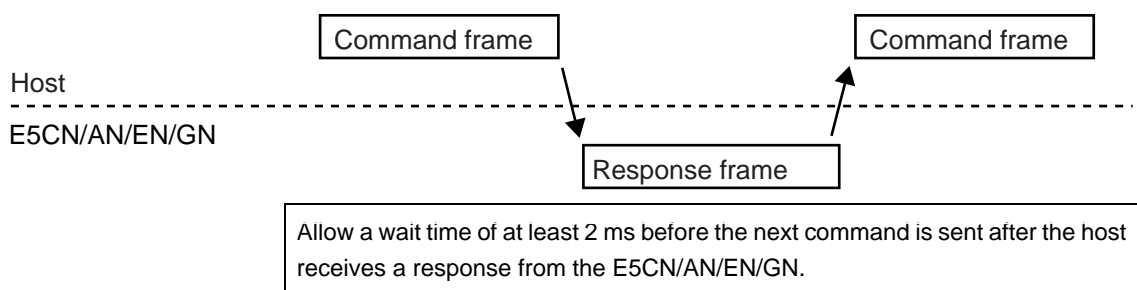 Command frame Command frame
Host
E5CN/AN/EN/GN
Response frame
Allow a wait time of at least 2 ms before the next command is sent after the host
receives a response from the E5CN/AN/EN/GN.